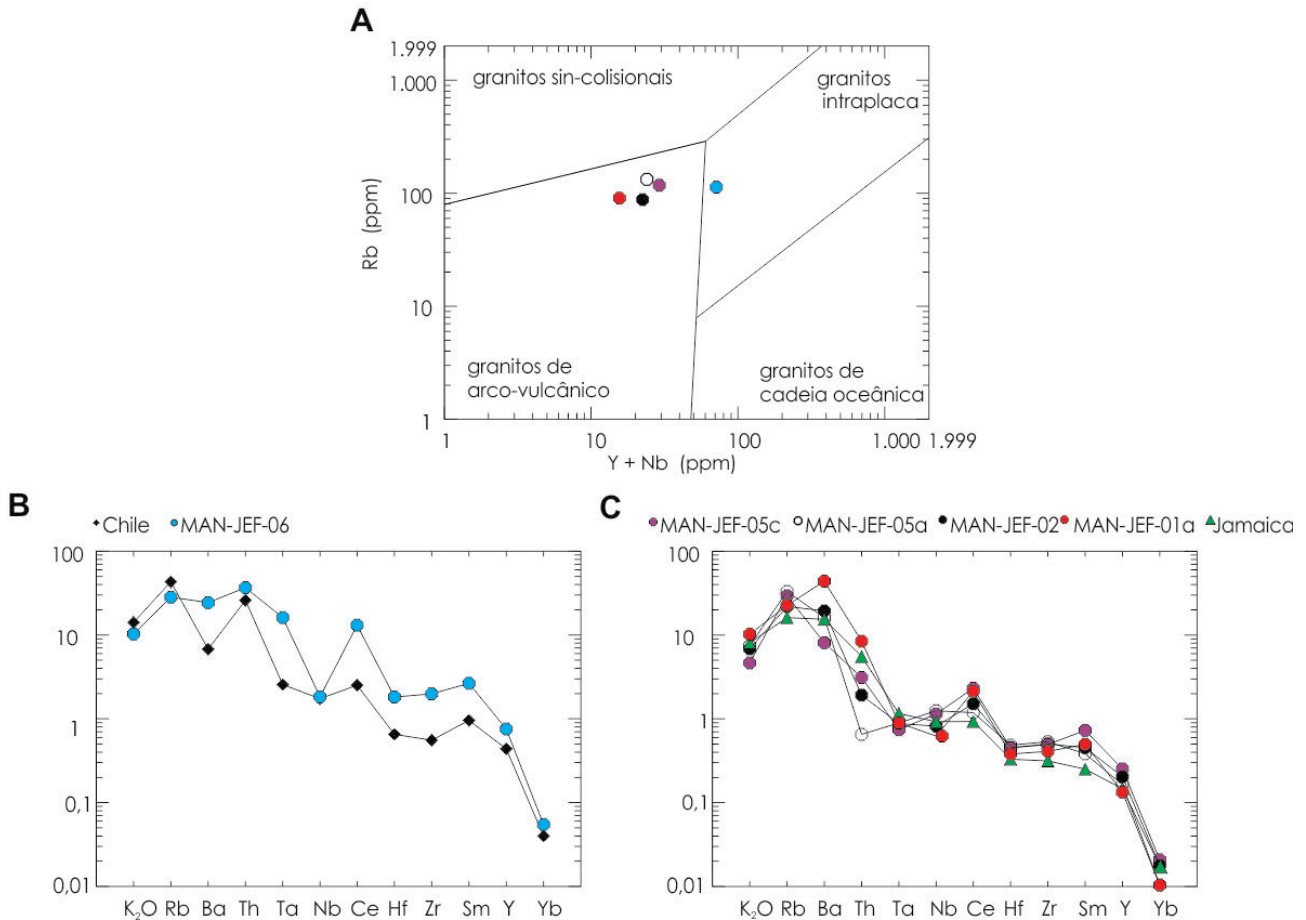 A
1.999
1.000
100
10
1
Rb (ppm)
granitos sin-colisionais
granitos
intraplaca
granitos de
arco-vulcânico
granitos de
cadeia oceânica
1 10 100 1.000 1.999
Y + Nb (ppm)
B
Chile MAN-JEF-06
100
10
1
0,1
0,01
K₂O Rb Ba Th Ta Nb Ce Hf Zr Sm Y Yb
C
MAN-JEF-05c MAN-JEF-05a MAN-JEF-02 MAN-JEF-01a Jamaica
100
10
1
0,1
0,01
K₂O Rb Ba Th Ta Nb Ce Hf Zr Sm Y Yb